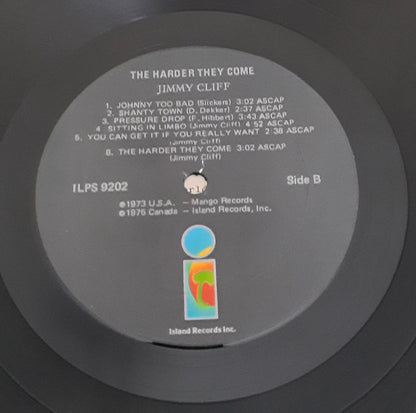 THE HARDER THEY COME
JIMMY CLIFF
1. JOHNNY TOO BAD (Slickers) 3:02 ASCAP
2. SHANTY TOWN (D. Dekker) 2:37 ASCAP
3. PRESSURE DROP (F. Hibbert) 3:43 ASCAP
4. SITTING IN LIMBO (Jimmy Cliff) 4:52 ASCAP
5. YOU CAN GET IT IF YOU REALLY WANT 2:38 ASCAP
(Jimmy Cliff)
6. THE HARDER THEY COME 3:02 ASCAP
(Jimmy Cliff)
ILPS 9202
Side B
℗1973 U.S.A. – Mango Records
℗1975 Canada – Island Records, Inc.
Island Records Inc.